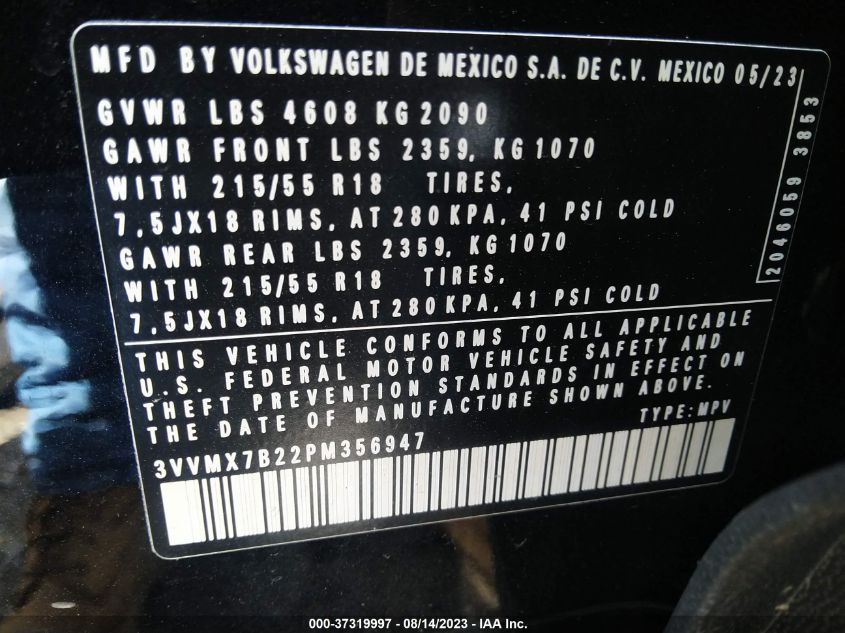 MFD BY VOLKSWAGEN DE MEXICO S.A. DE C.V. MEXICO 05/23
GVWR LBS 4608 KG 2090
GAWR FRONT LBS 2359, KG 1070
WITH 215/55 R18 TIRES,
7,5JX18 RIMS, AT 280 KPA, 41 PSI COLD
GAWR REAR LBS 2359, KG 1070
WITH 215/55 R18 TIRES,
7,5JX18 RIMS, AT 280 KPA, 41 PSI COLD
2046059 3853
THIS VEHICLE CONFORMS TO ALL APPLICABLE
U.S. FEDERAL MOTOR VEHICLE SAFETY AND
THEFT PREVENTION STANDARDS IN EFFECT ON
THE DATE OF MANUFACTURE SHOWN ABOVE.
TYPE: MPV
3VVMX7B22PM356947
000-37319997 - 08/14/2023 - IAA Inc.